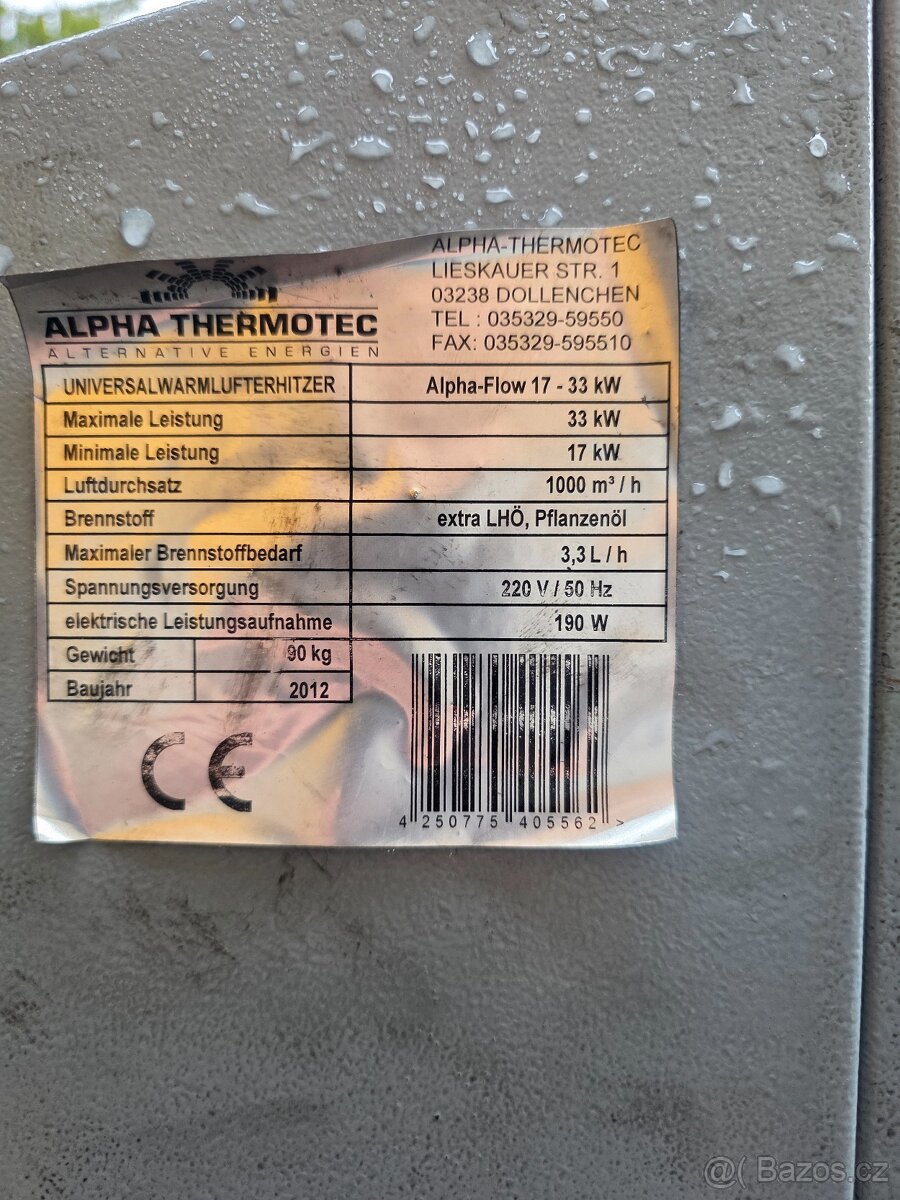 ALPHA THERMOTEC
ALTERNATIVE ENERGIEN
ALPHA-THERMOTEC
LIESKAUER STR. 1
03238 DOLLENCHEN
TEL : 035329-59550
FAX: 035329-595510
UNIVERSALWARMLUFTERHITZER Alpha-Flow 17 - 33 kW
Maximale Leistung 33 kW
Minimale Leistung 17 kW
Luftdurchsatz 1000 m³ / h
Brennstoff extra LHÖ, Pflanzenöl
Maximaler Brennstoffbedarf 3,3 L / h
Spannungsversorgung 220 V / 50 Hz
elektrische Leistungsaufnahme 190 W
Gewicht 90 kg
Baujahr 2012
CE
4 250775 405562 >
@( Bazos.cz